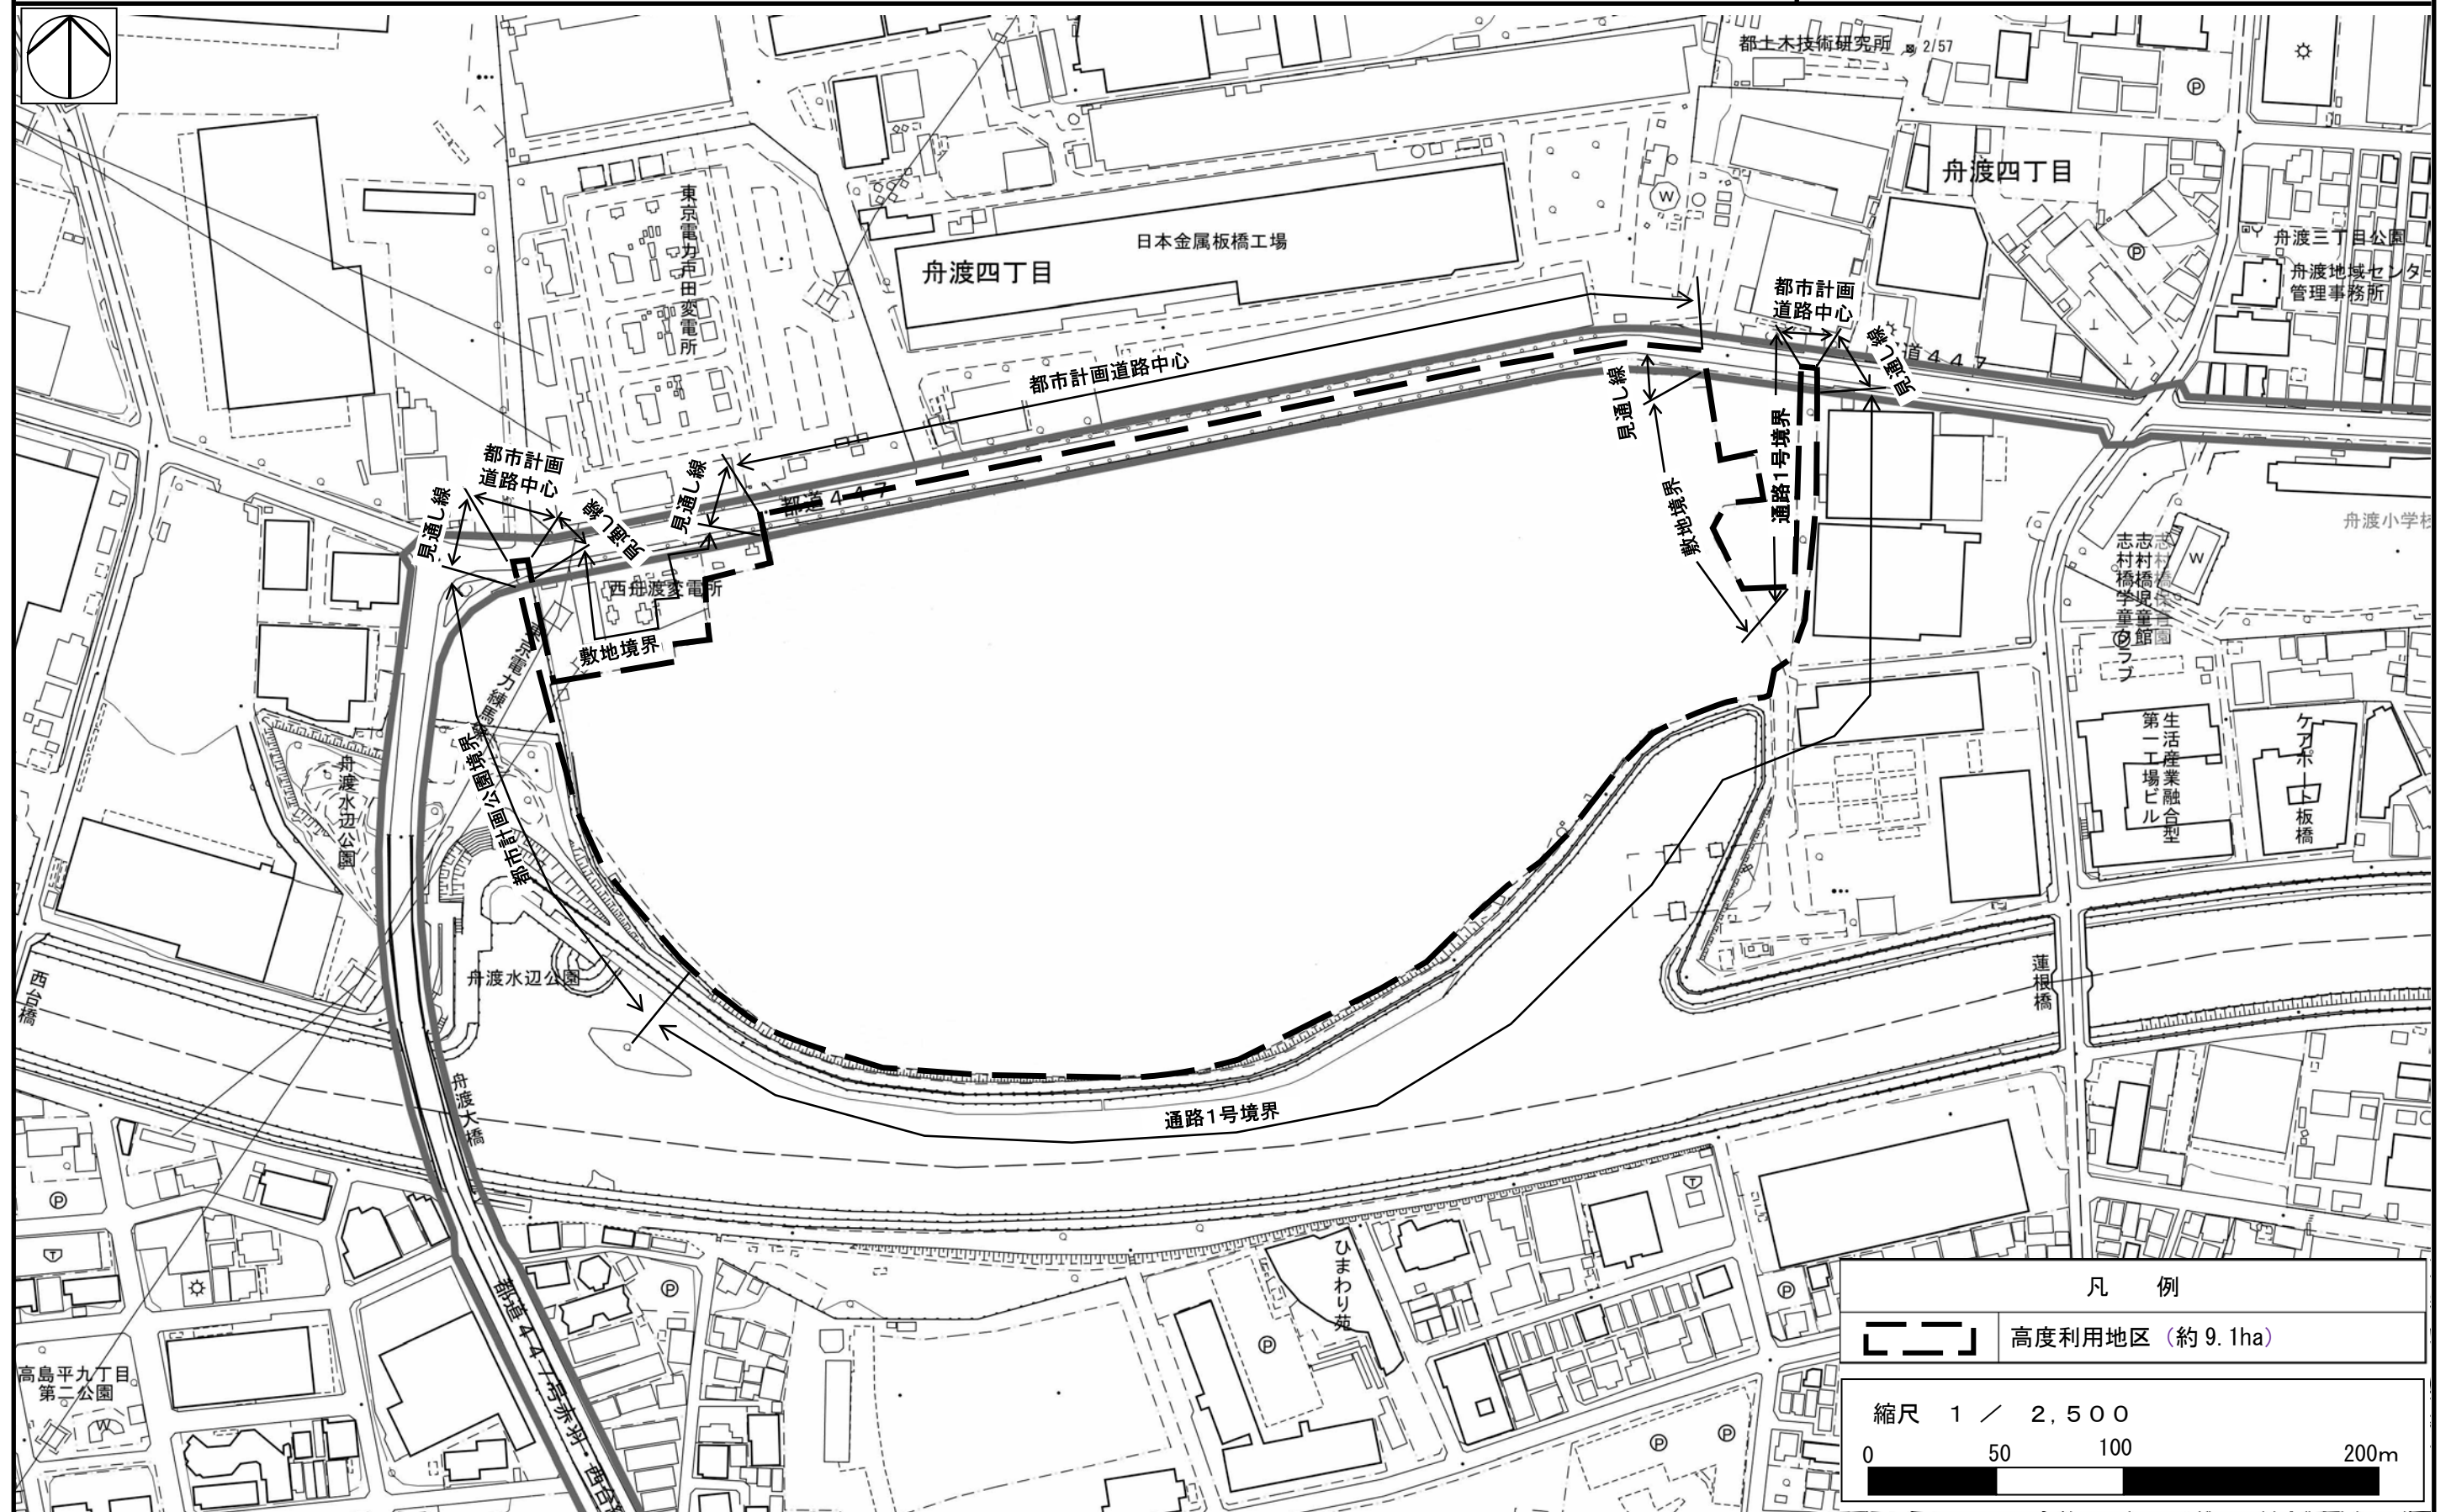 都土木技術研究所
2/57
舟渡四丁目
東京電力戸田変電所
日本金属板橋工場
舟渡四丁目
舟渡三丁目公園
舟渡地域センター
管理事務所
都市計画
道路中心
見通し線
都道447
都市計画道路中心
見通し線
通路1号境界
敷地境界
都市計画
道路中心
見通し線
見通し線
見通し線
都道447
西舟渡変電所
敷地境界
東京電力練馬線
舟渡小学校
志村橋保育園
志村橋児童館
志村橋学童クラブ
都市計画公園境界
舟渡水辺公園
生活産業融合型
第一工場ビル
ケアポート板橋
舟渡水辺公園
西台橋
蓮根橋
舟渡大橋
通路1号境界
ひまわり苑
都道447号赤羽・西台線
高島平九丁目
第二公園
凡 例
高度利用地区（約9.1ha）
縮尺 1 ／ 2,500
0 50 100 200m